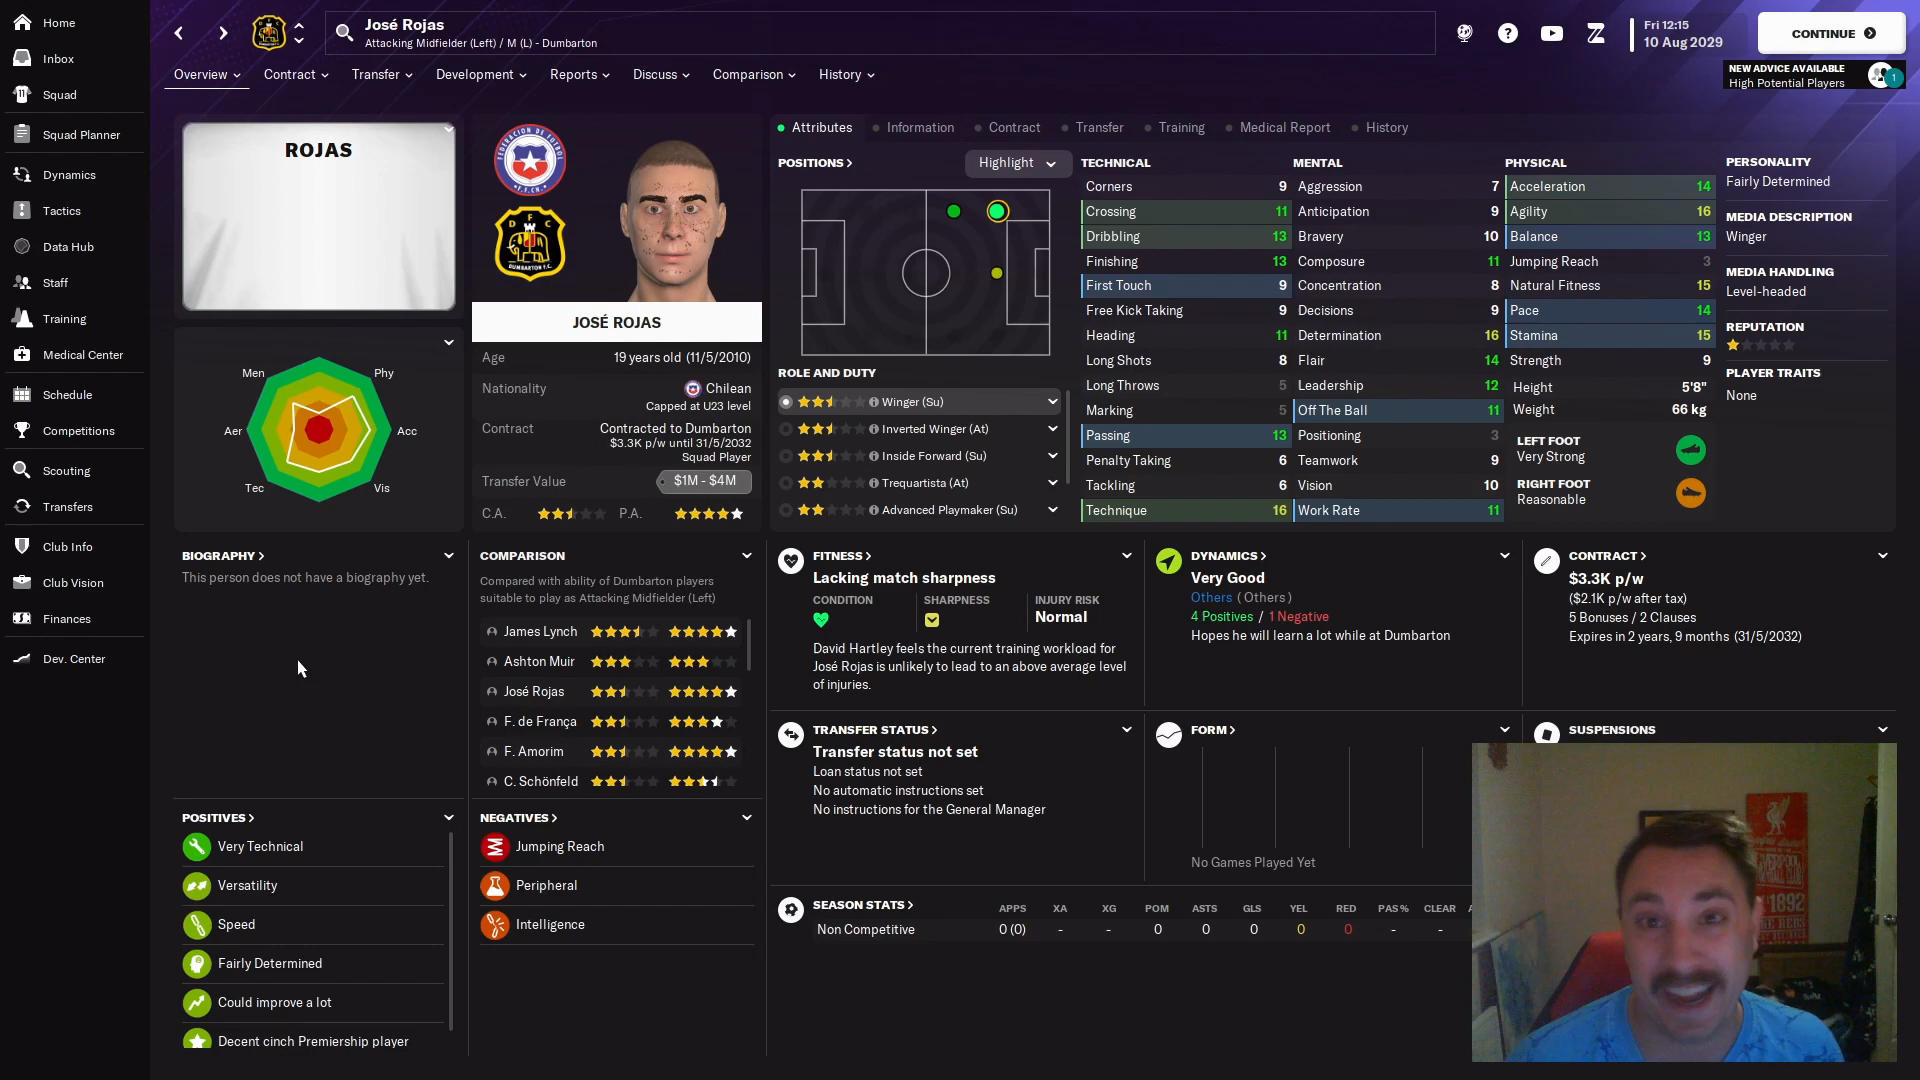 Home
Inbox
Squad
Squad Planner
Dynamics
Tactics
Data Hub
Staff
Training
Medical Center
Schedule
Competitions
Scouting
Transfers
Club Info
Club Vision
Finances
Dev. Center
José Rojas
Attacking Midfielder (Left) / M (L) - Dumbarton
Fri 12:15
10 Aug 2029
CONTINUE
NEW ADVICE AVAILABLE
High Potential Players
1
Overview
Contract
Transfer
Development
Reports
Discuss
Comparison
History
ROJAS
JOSÉ ROJAS
Age 19 years old (11/5/2010)
Nationality Chilean
Capped at U23 level
Contract Contracted to Dumbarton
$3.3K p/w until 31/5/2032
Squad Player
Transfer Value $1M - $4M
C.A. P.A.
Men
Phy
Aer
Acc
Tec
Vis
Attributes
Information
Contract
Transfer
Training
Medical Report
History
POSITIONS
Highlight
ROLE AND DUTY
Winger (Su)
Inverted Winger (At)
Inside Forward (Su)
Trequartista (At)
Advanced Playmaker (Su)
TECHNICAL
Corners 9
Crossing 11
Dribbling 13
Finishing 13
First Touch 9
Free Kick Taking 9
Heading 11
Long Shots 8
Long Throws 5
Marking 5
Passing 13
Penalty Taking 6
Tackling 6
Technique 16
MENTAL
Aggression 7
Anticipation 9
Bravery 10
Composure 11
Concentration 8
Decisions 9
Determination 16
Flair 14
Leadership 12
Off The Ball 11
Positioning 3
Teamwork 9
Vision 10
Work Rate 11
PHYSICAL
Acceleration 14
Agility 16
Balance 13
Jumping Reach 3
Natural Fitness 15
Pace 14
Stamina 15
Strength 9
Height 5'8"
Weight 66 kg
LEFT FOOT
Very Strong
RIGHT FOOT
Reasonable
PERSONALITY
Fairly Determined
MEDIA DESCRIPTION
Winger
MEDIA HANDLING
Level-headed
REPUTATION
PLAYER TRAITS
None
BIOGRAPHY
This person does not have a biography yet.
COMPARISON
Compared with ability of Dumbarton players
suitable to play as Attacking Midfielder (Left)
James Lynch
Ashton Muir
José Rojas
F. de França
F. Amorim
C. Schönfeld
FITNESS
Lacking match sharpness
CONDITION
SHARPNESS
INJURY RISK
Normal
David Hartley feels the current training workload for
José Rojas is unlikely to lead to an above average level
of injuries.
DYNAMICS
Very Good
Others ( Others )
4 Positives / 1 Negative
Hopes he will learn a lot while at Dumbarton
CONTRACT
$3.3K p/w
($2.1K p/w after tax)
5 Bonuses / 2 Clauses
Expires in 2 years, 9 months (31/5/2032)
TRANSFER STATUS
Transfer status not set
Loan status not set
No automatic instructions set
No instructions for the General Manager
FORM
No Games Played Yet
SUSPENSIONS
POSITIVES
Very Technical
Versatility
Speed
Fairly Determined
Could improve a lot
Decent cinch Premiership player
NEGATIVES
Jumping Reach
Peripheral
Intelligence
SEASON STATS
APPS XA XG POM ASTS GLS YEL RED PAS% CLEAR
Non Competitive 0 (0) - - 0 0 0 0 0 - -
1892